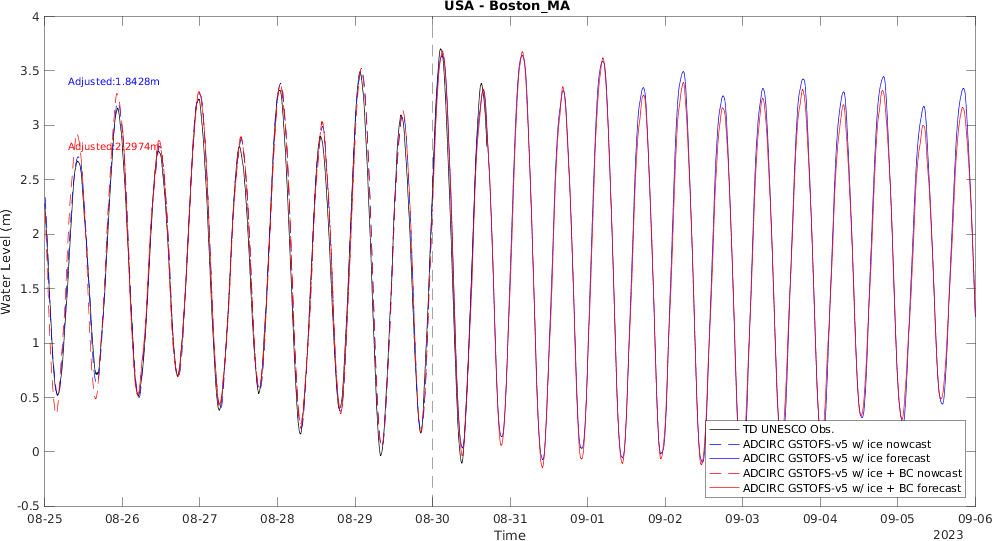 USA - Boston_MA
4
3.5
3
2.5
2
1.5
1
0.5
0
-0.5
Water Level (m)
Adjusted:1.8428m
Adjusted:2.2974m
TD UNESCO Obs.
ADCIRC GSTOFS-v5 w/ ice nowcast
ADCIRC GSTOFS-v5 w/ ice forecast
ADCIRC GSTOFS-v5 w/ ice + BC nowcast
ADCIRC GSTOFS-v5 w/ ice + BC forecast
08-25 08-26 08-27 08-28 08-29 08-30 08-31 09-01 09-02 09-03 09-04 09-05 09-06
Time
2023